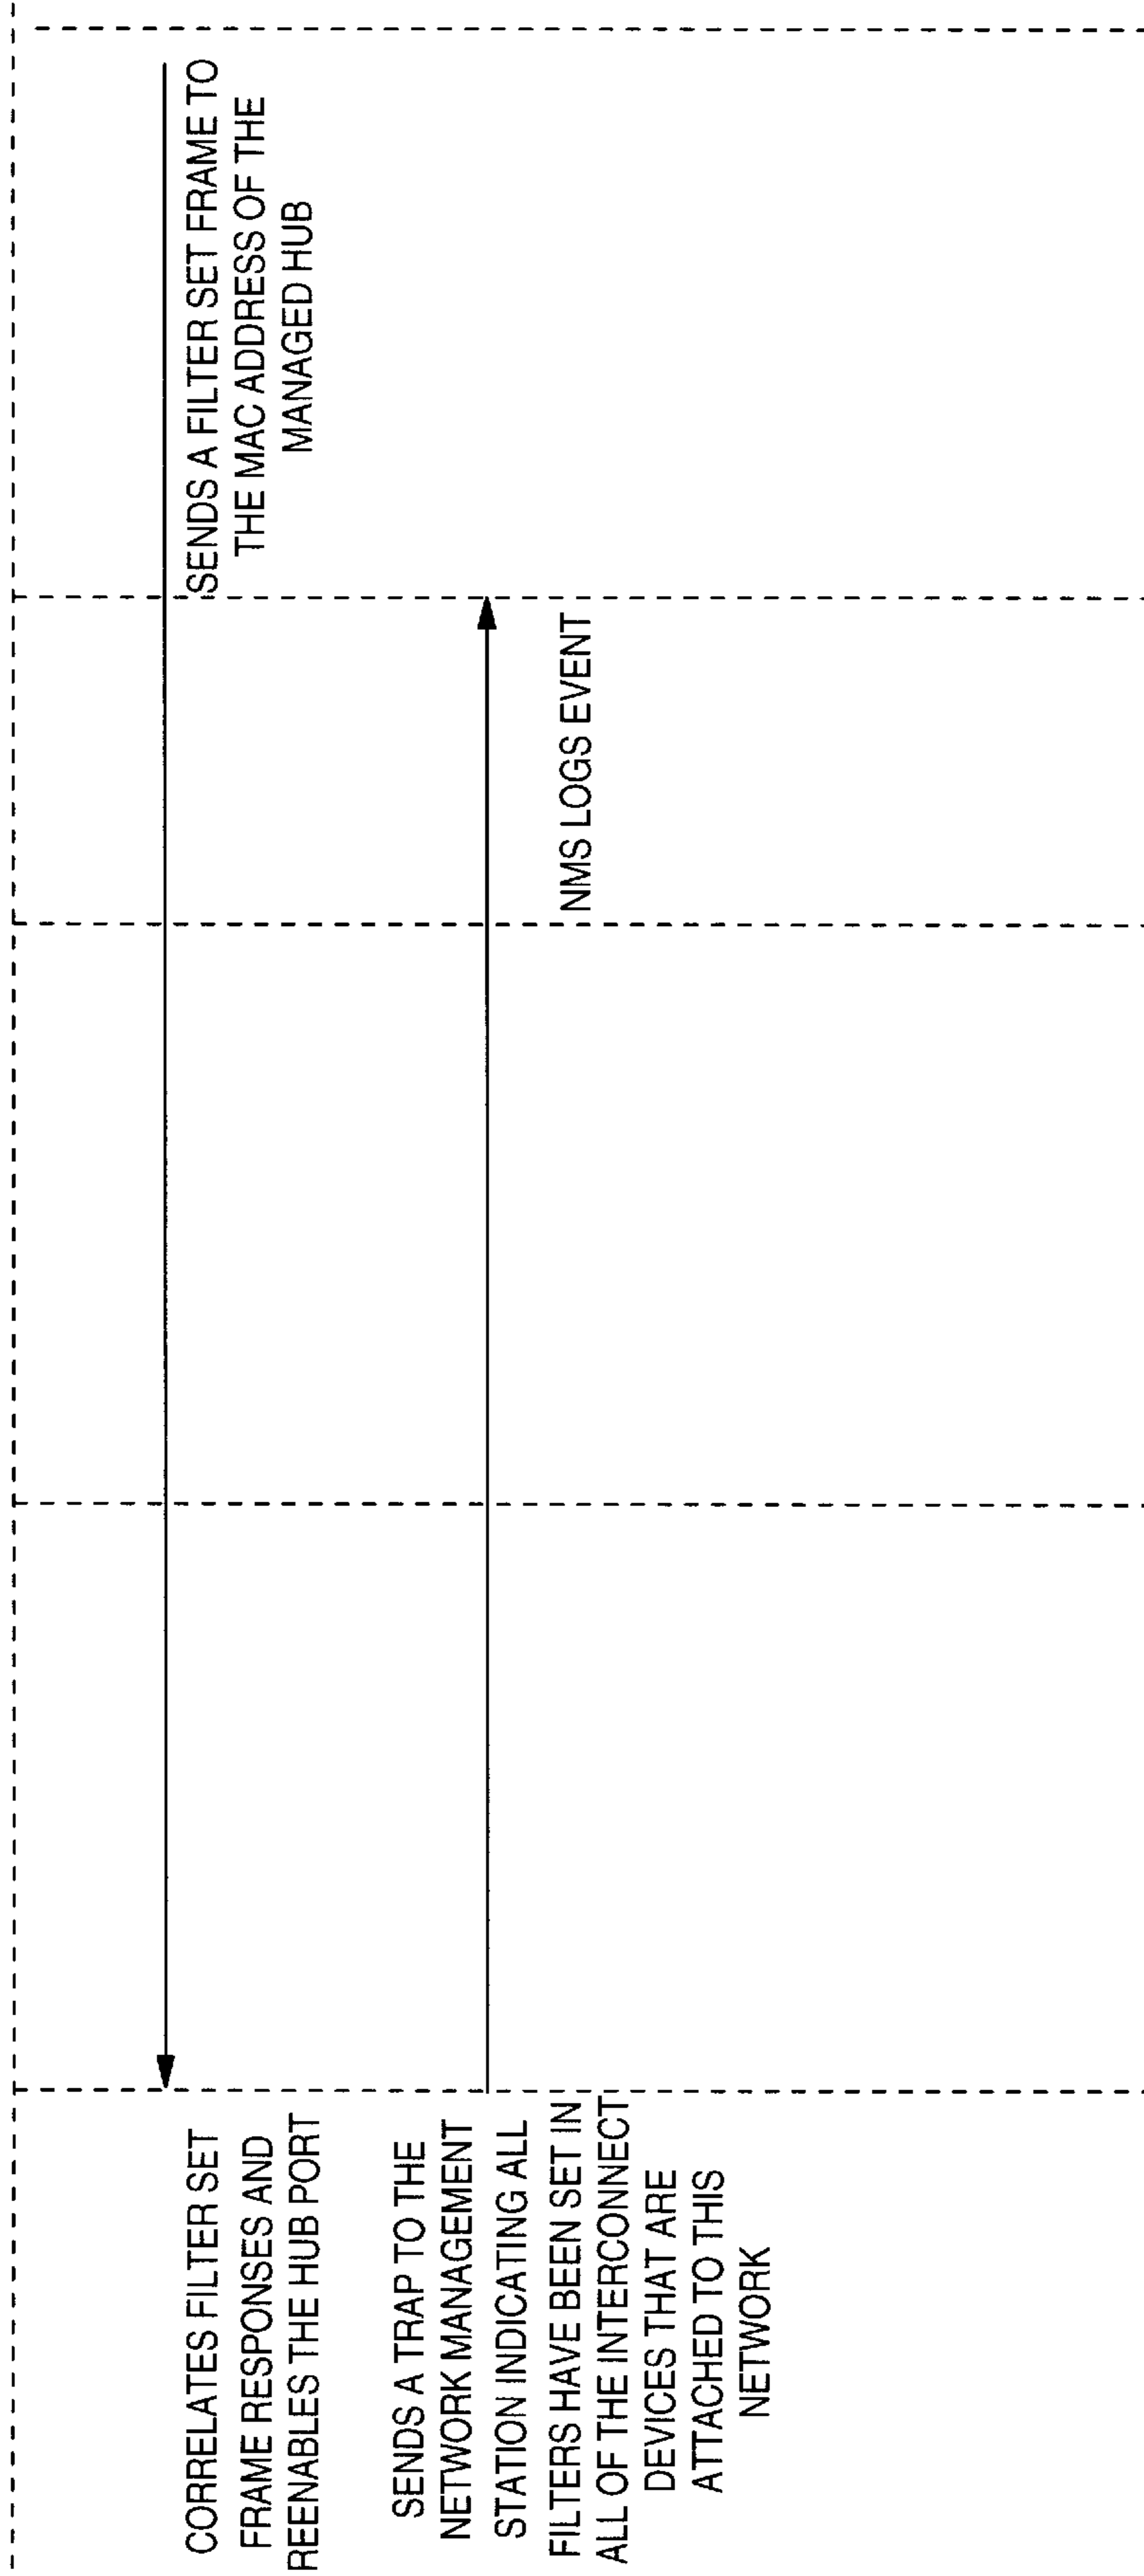 CORRELATES FILTER SET
FRAME RESPONSES AND
REENABLES THE HUB PORT
SENDS A FILTER SET FRAME TO
THE MAC ADDRESS OF THE
MANAGED HUB
SENDS A TRAP TO THE
NETWORK MANAGEMENT
STATION INDICATING ALL
FILTERS HAVE BEEN SET IN
ALL OF THE INTERCONNECT
DEVICES THAT ARE
ATTACHED TO THIS
NETWORK
NMS LOGS EVENT